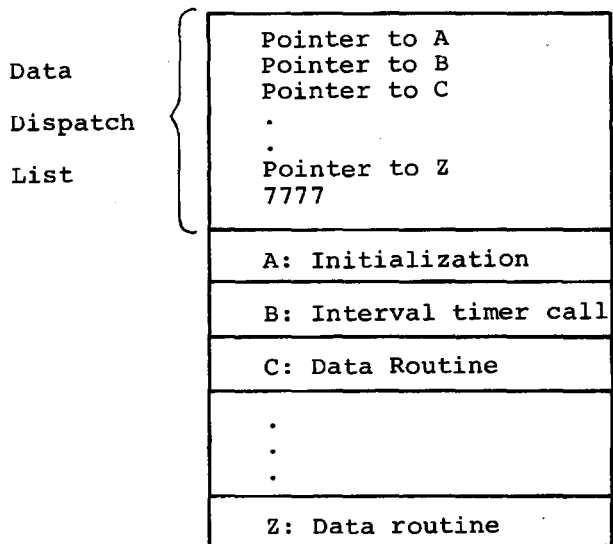 Data
Dispatch
List
Pointer to A
Pointer to B
Pointer to C
.
.
Pointer to Z
7777
A: Initialization
B: Interval timer call
C: Data Routine
.
.
.
Z: Data routine